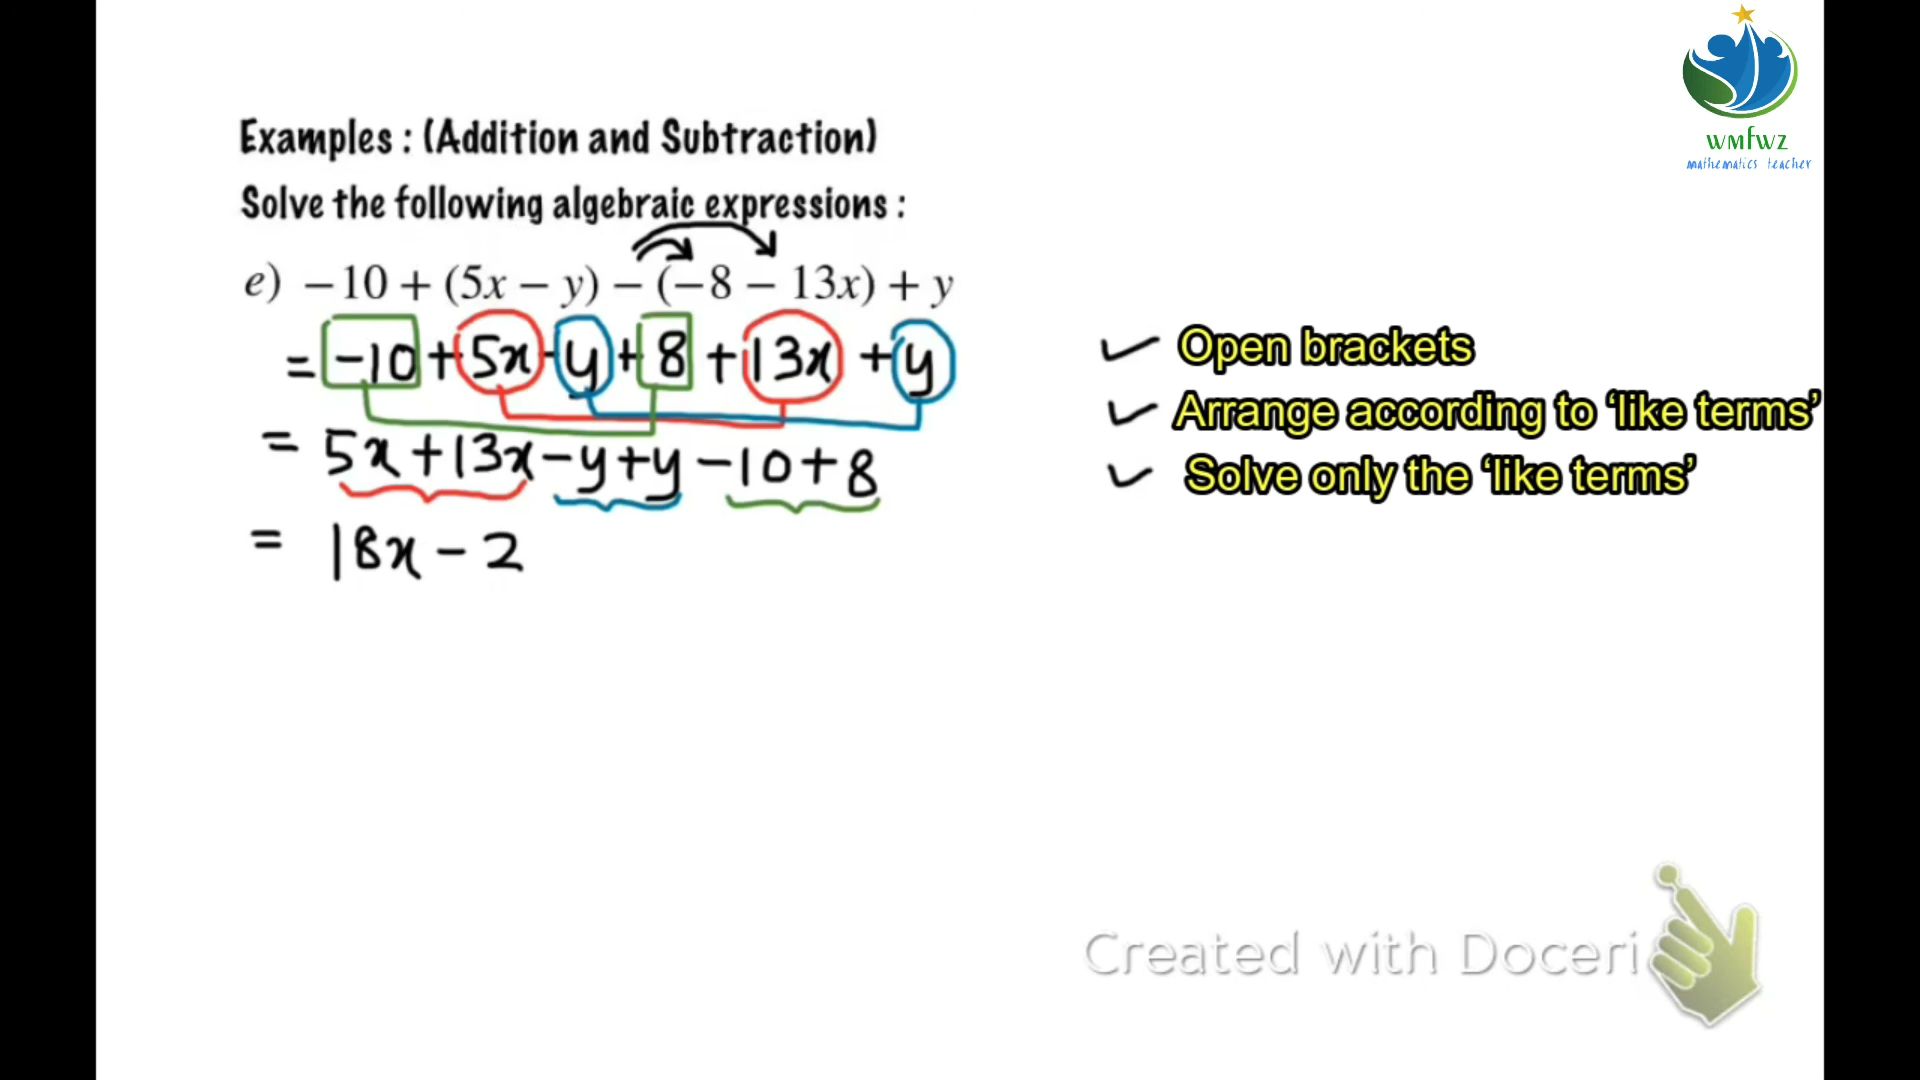 wmfwz
mathematics teacher
Examples : (Addition and Subtraction)
Solve the following algebraic expressions :
e) −10 + (5x − y) − (−8 − 13x) + y
= -10 + 5x - y + 8 + 13x + y
= 5x + 13x - y + y - 10 + 8
= 18x - 2
✓ Open brackets
✓ Arrange according to ‘like terms’
✓ Solve only the ‘like terms’
Created with Doceri